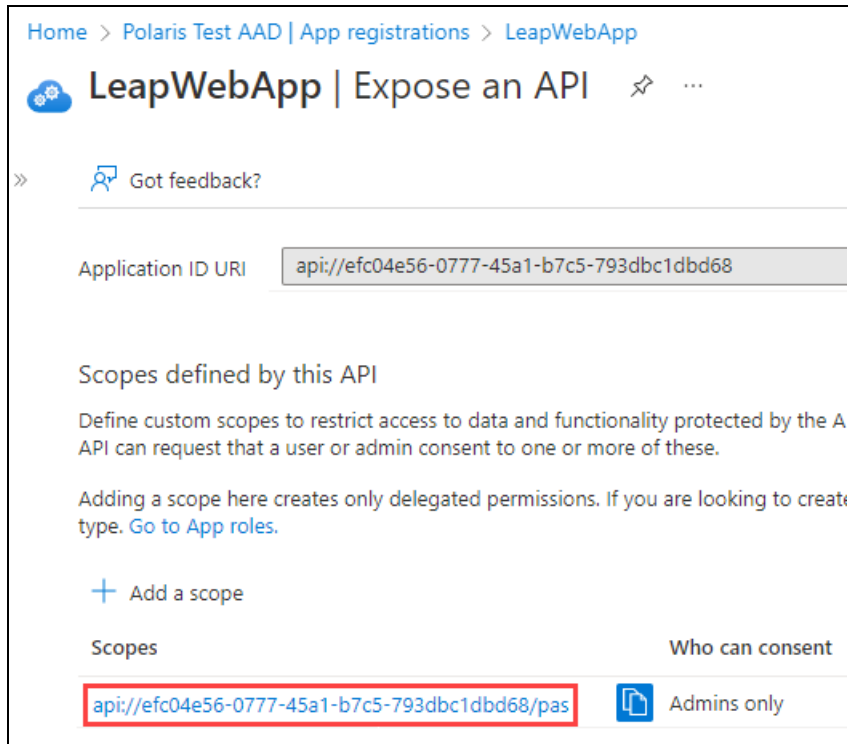 Home > Polaris Test AAD | App registrations > LeapWebApp
LeapWebApp | Expose an API
Got feedback?
Application ID URI api://efc04e56-0777-45a1-b7c5-793dbc1dbd68
Scopes defined by this API
Define custom scopes to restrict access to data and functionality protected by the A
API can request that a user or admin consent to one or more of these.
Adding a scope here creates only delegated permissions. If you are looking to create
type. Go to App roles.
Add a scope
Scopes Who can consent
api://efc04e56-0777-45a1-b7c5-793dbc1dbd68/pas Admins only